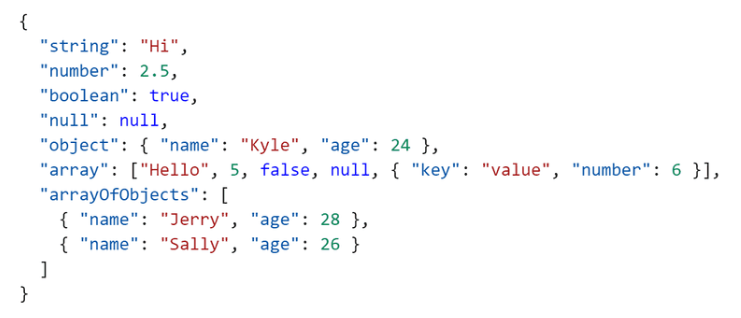 {
  "string": "Hi",
  "number": 2.5,
  "boolean": true,
  "null": null,
  "object": { "name": "Kyle", "age": 24 },
  "array": ["Hello", 5, false, null, { "key": "value", "number": 6 }],
  "arrayOfObjects": [
    { "name": "Jerry", "age": 28 },
    { "name": "Sally", "age": 26 }
  ]
}